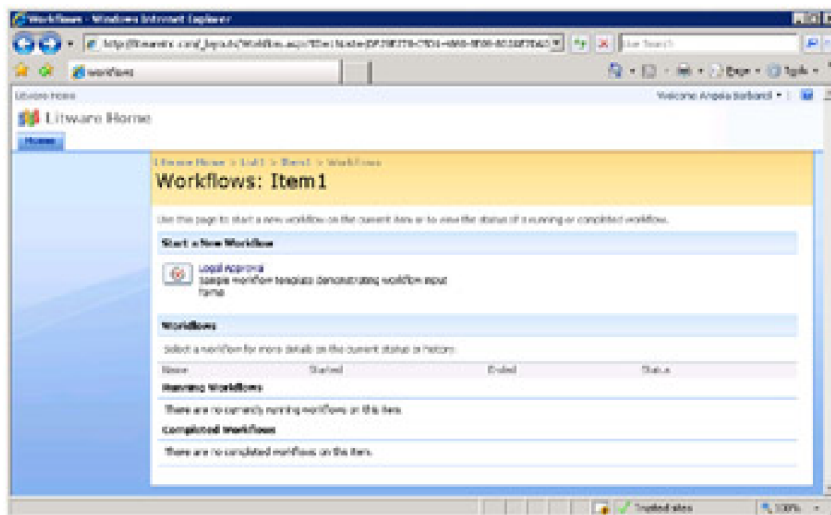 Workflows - Windows Internet Explorer
Live Search
workflows
Page Tools
Litware Home
Welcome Angela Barbariol
Litware Home
Home
Litware Home > List1 > Item1 > Workflows
Workflows: Item1
Use this page to start a new workflow on the current item or to view the status of a running or completed workflow.
Start a New Workflow
Legal Approval
Sample workflow template demonstrating workflow input
forms
Workflows
Select a workflow for more details on the current status or history.
Name Started Ended Status
Running Workflows
There are no currently running workflows on this item.
Completed Workflows
There are no completed workflows on this item.
Trusted sites
100%